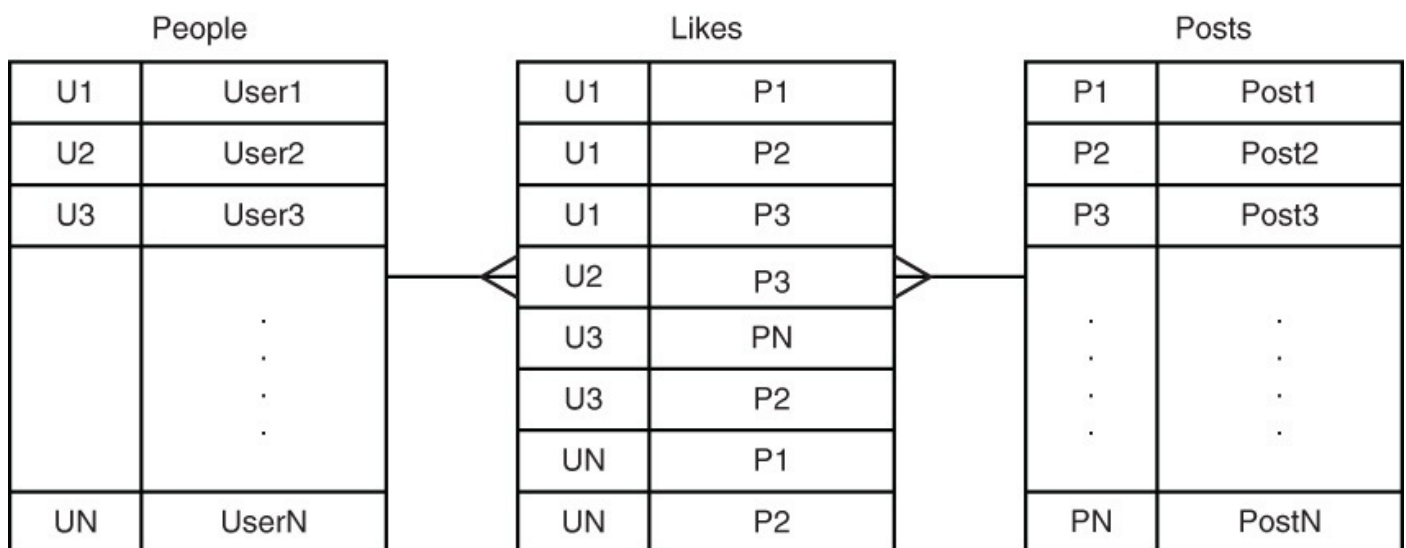 People Likes Posts
U1 User1 U1 P1 P1 Post1
U2 User2 U1 P2 P2 Post2
U3 User3 U1 P3 P3 Post3
U2 P3
U3 PN
U3 P2
UN P1
UN UserN UN P2 PN PostN